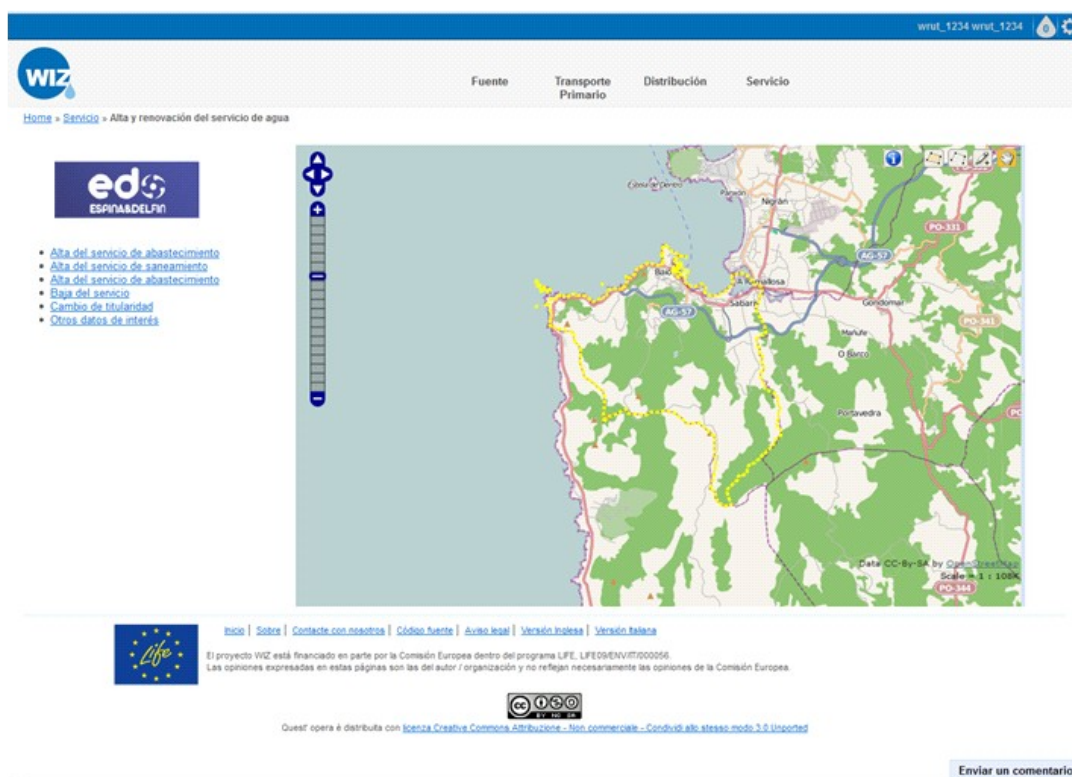 wrut_1234 wrut_1234
0
WIZ
Fuente
Transporte
Primario
Distribución
Servicio
Home » Servicio » Alta y renovación del servicio de agua
edo
ESPINA&DELFIN
Alta del servicio de abastecimiento
Alta del servicio de saneamiento
Alta del servicio de abastecimiento
Baja del servicio
Cambio de titularidad
Otros datos de interés
Panxón
Nigrán
PO-331
AG-57
A Ramallosa
AG-57
Gondomar
PO-341
Mañufe
O Barco
Portavedra
Data CC-By-SA by OpenStreetMap
Scale = 1 : 108K
PO-344
Inicio | Sobre | Contacte con nosotros | Código fuente | Aviso legal | Versión Inglesa | Versión Italiana
Life
El proyecto WIZ está financiado en parte por la Comisión Europea dentro del programa LIFE, LIFE09/ENV/IT/000056.
Las opiniones expresadas en estas páginas son las del autor / organización y no reflejan necesariamente las opiniones de la Comisión Europea.
cc
BY NC SA
Quest' opera è distribuita con licenza Creative Commons Attribuzione - Non commerciale - Condividi allo stesso modo 3.0 Unported
Enviar un comentario